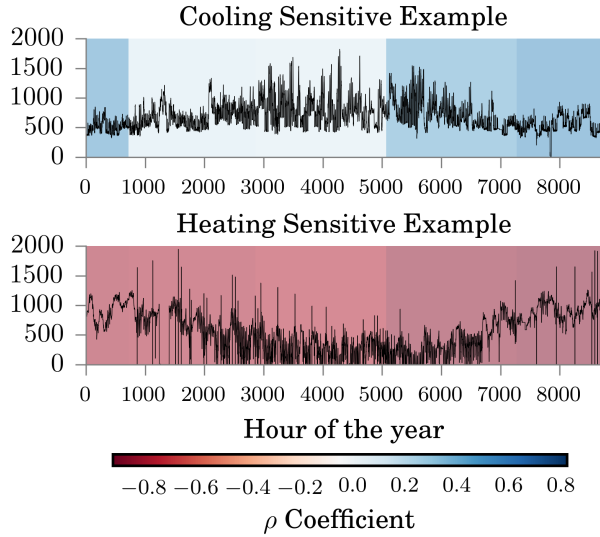 Cooling Sensitive Example
2000
1500
1000
500
0
0 1000 2000 3000 4000 5000 6000 7000 8000
Heating Sensitive Example
2000
1500
1000
500
0
0 1000 2000 3000 4000 5000 6000 7000 8000
Hour of the year
−0.8 −0.6 −0.4 −0.2 0.0 0.2 0.4 0.6 0.8
ρ Coefficient